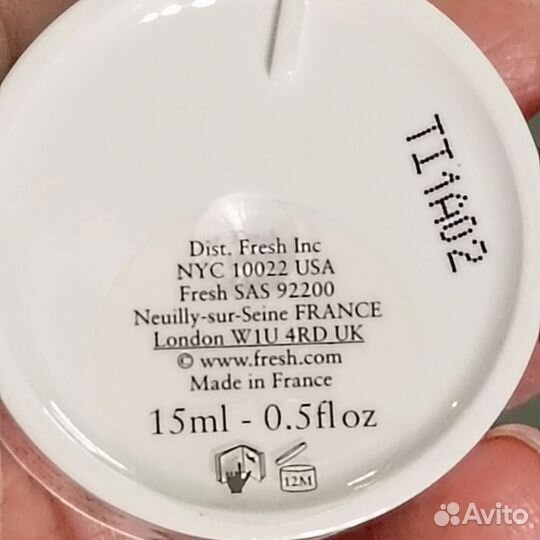 TI1A02
Dist. Fresh Inc
NYC 10022 USA
Fresh SAS 92200
Neuilly-sur-Seine FRANCE
London W1U 4RD UK
© www.fresh.com
Made in France
15ml - 0.5fl oz
12M
Avito